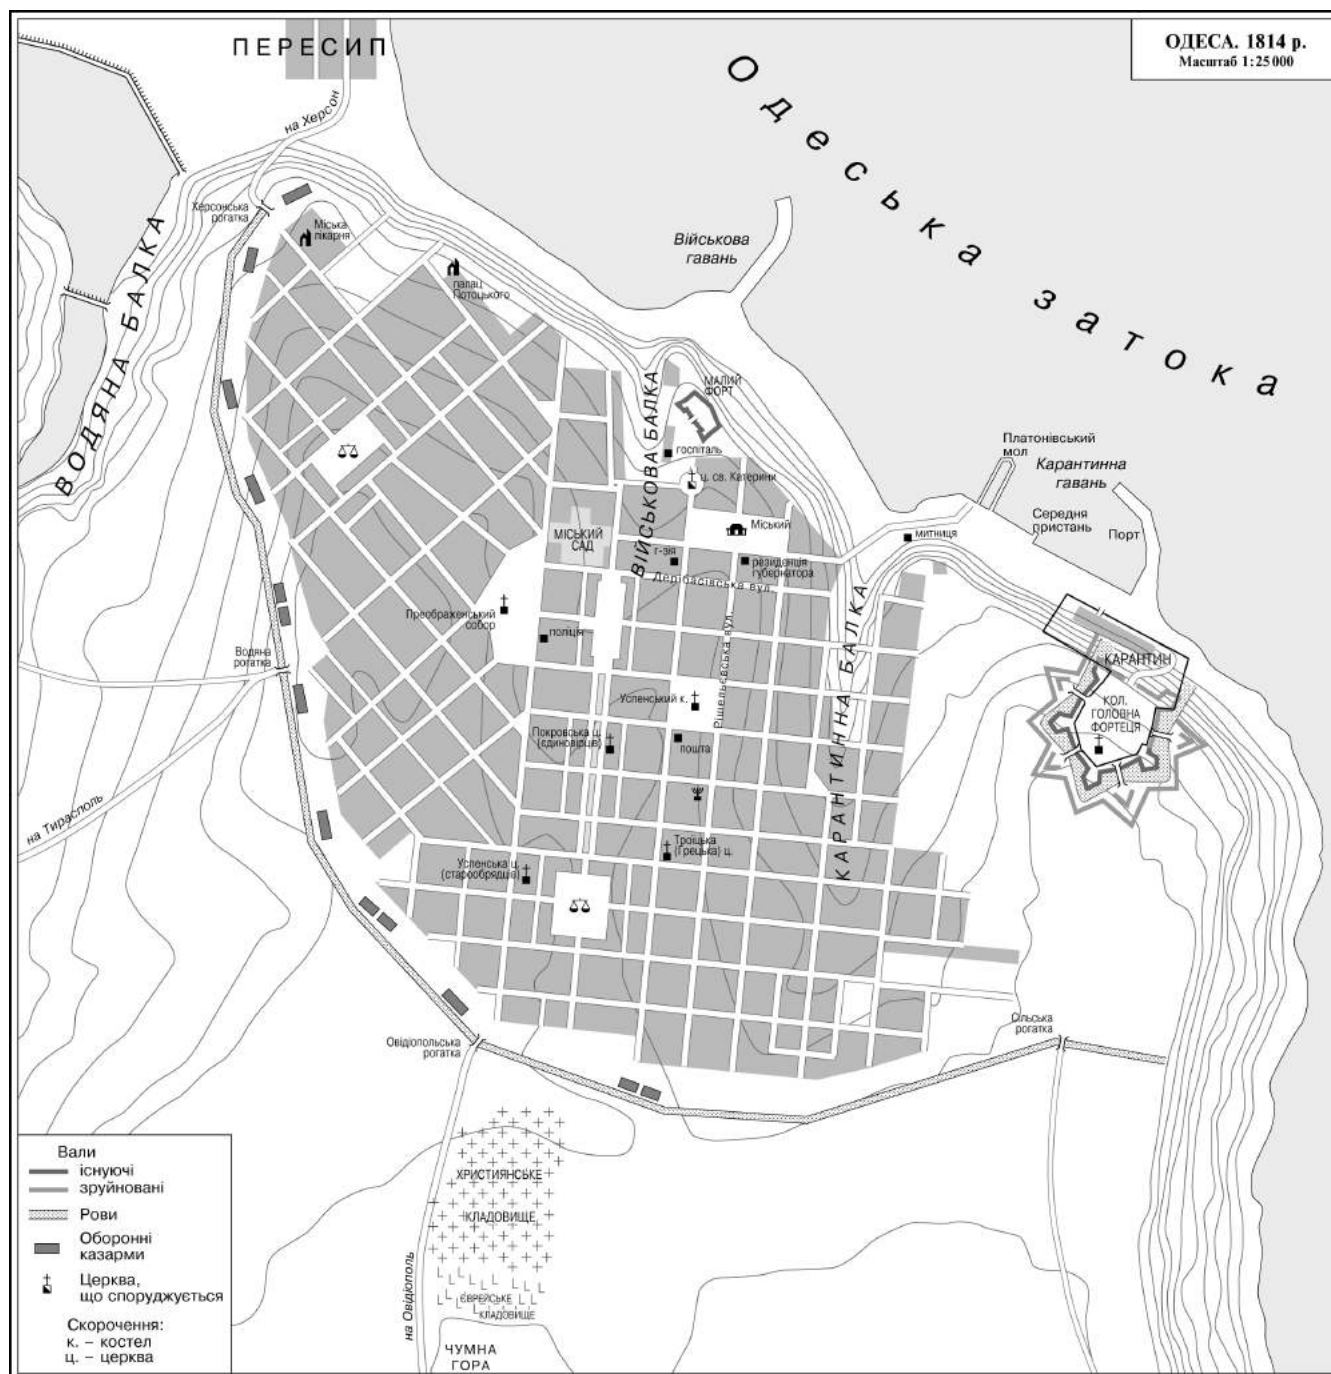 ОДЕСА. 1814 р.
Масштаб 1:25 000
ПЕРЕСИП
на Херсон
Одеська затока
Херсонська
рогатка
Міська
лікарня
палац
Потоцького
Військова
гавань
ВОДЯНА БАЛКА
МАЛИЙ
ФОРТ
ВІЙСЬКОВА БАЛКА
госпіталь
ц. св. Катерини
Платонівський
мол
Карантинна
гавань
Середня
пристань
Порт
митниця
МІСЬКИЙ
САД
Міський
г-зія
резиденція
губернатора
Дерібасівська вул.
Преображенський
собор
поліція
Рішельєвська вул.
КАРАНТИННА БАЛКА
Водяна
рогатка
КАРАНТИН
КОЛ.
ГОЛОВНА
ФОРТЕЦЯ
Успенський к.
Покровська ц.
(єдиновірців)
пошта
на Тирасполь
Троїцька
(Грецька) ц.
Успенська ц.
(старообрядців)
Овідіопольська
рогатка
Сільська
рогатка
ХРИСТИЯНСЬКЕ
КЛАДОВИЩЕ
ЄВРЕЙСЬКЕ
КЛАДОВИЩЕ
на Овідіополь
ЧУМНА
ГОРА
Вали
існуючі
зруйновані
Рови
Оборонні
казарми
Церква,
що споруджується
Скорочення:
к. – костел
ц. – церква